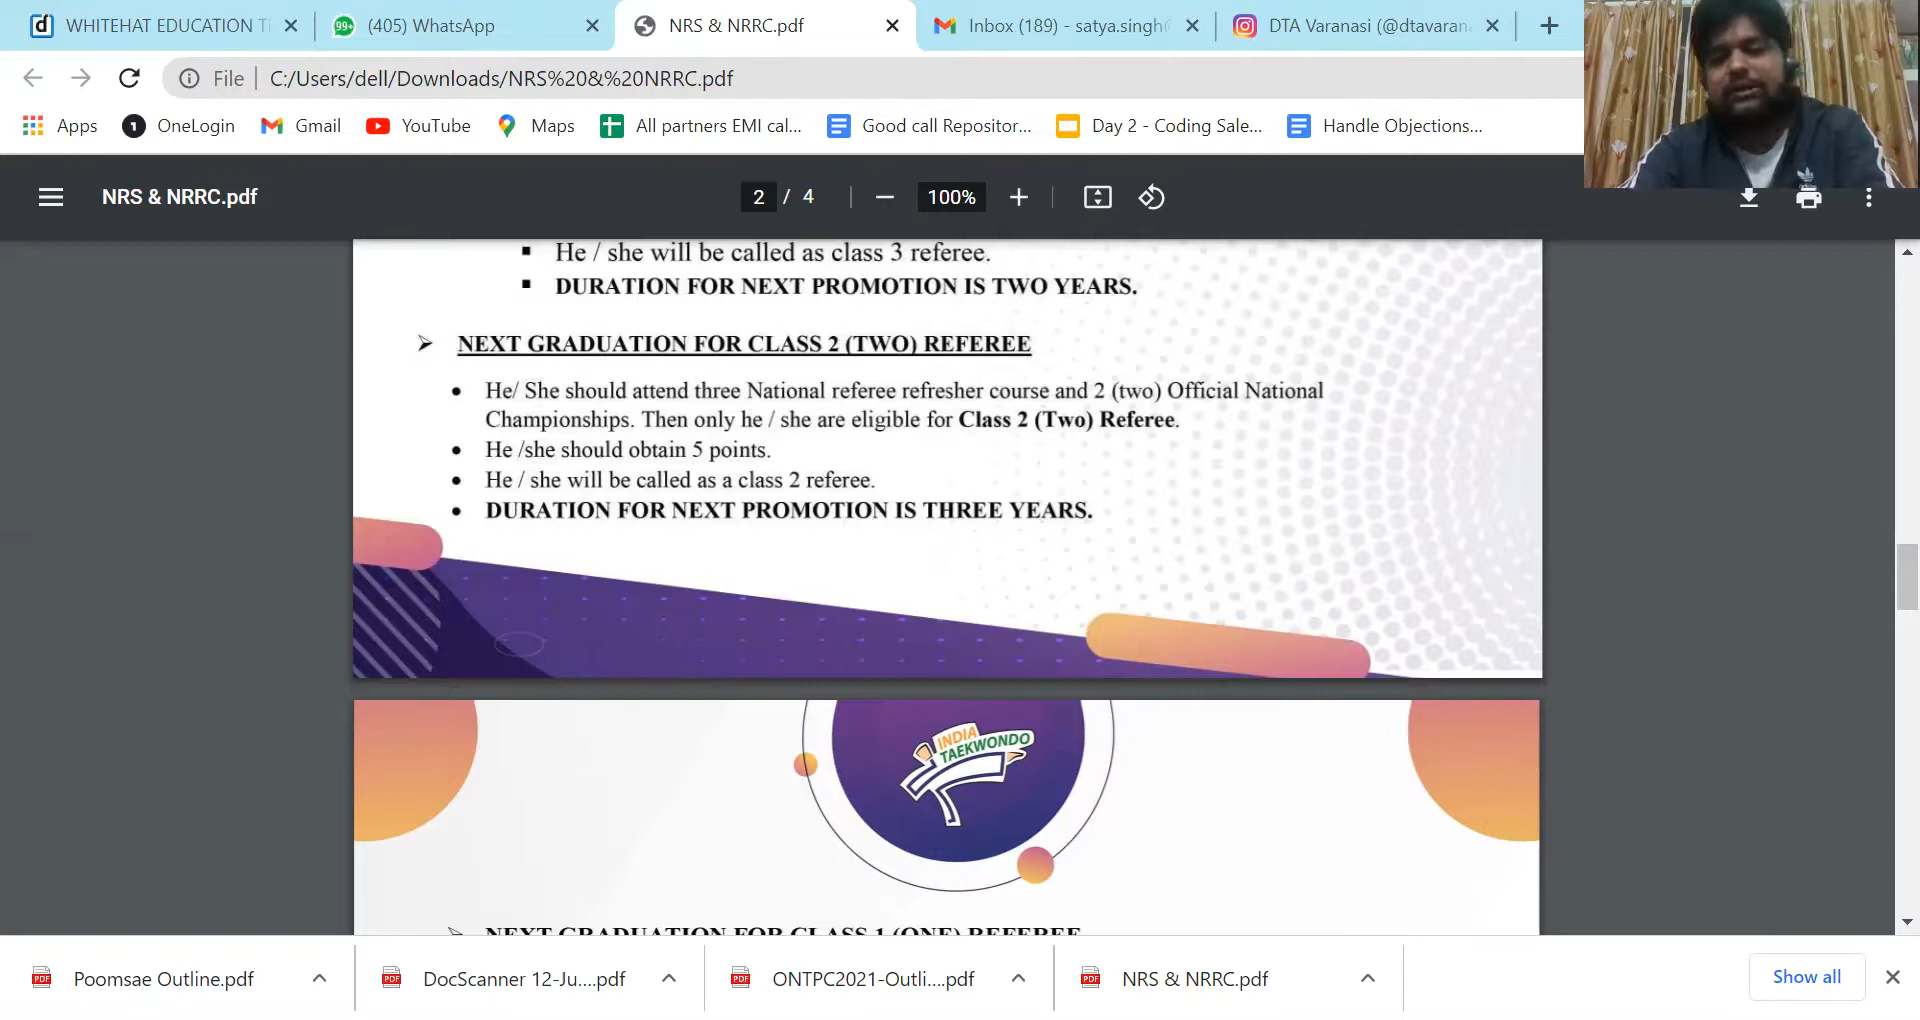 WHITEHAT EDUCATION T
(405) WhatsApp
NRS & NRRC.pdf
Inbox (189) - satya.singh@
DTA Varanasi (@dtavaran
File
C:/Users/dell/Downloads/NRS%20&%20NRRC.pdf
Apps
OneLogin
Gmail
YouTube
Maps
All partners EMI cal...
Good call Repositor...
Day 2 - Coding Sale...
Handle Objections...
NRS & NRRC.pdf
2 / 4
100%
He / she will be called as class 3 referee.
DURATION FOR NEXT PROMOTION IS TWO YEARS.
NEXT GRADUATION FOR CLASS 2 (TWO) REFEREE
He/ She should attend three National referee refresher course and 2 (two) Official National
Championships. Then only he / she are eligible for Class 2 (Two) Referee.
He /she should obtain 5 points.
He / she will be called as a class 2 referee.
DURATION FOR NEXT PROMOTION IS THREE YEARS.
INDIA
TAEKWONDO
NEXT GRADUATION FOR CLASS 1 (ONE) REFEREE
Poomsae Outline.pdf
DocScanner 12-Ju....pdf
ONTPC2021-Outli....pdf
NRS & NRRC.pdf
Show all